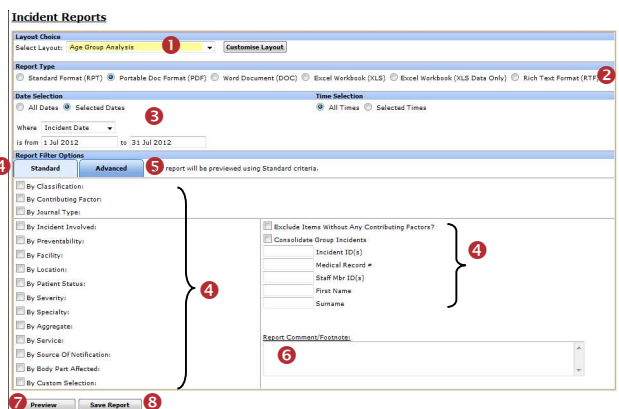 Incident Reports
Layout Choice
Select Layout: Age Group Analysis 1 Customise Layout
Report Type
Standard Format (RPT) Portable Doc Format (PDF) Word Document (DOC) Excel Workbook (XLS) Excel Workbook (XLS Data Only) Rich Text Format (RTF) 2
Date Selection Time Selection
All Dates Selected Dates All Times Selected Times
3
Where Incident Date
is from 1 Jul 2012 to 31 Jul 2012
Report Filter Options
4 Standard Advanced 5 report will be previewed using Standard criteria.
By Classification:
By Contributing Factor:
By Journal Type:
By Incident Involved: Exclude Items Without Any Contributing Factors?
By Preventability: Consolidate Group Incidents
By Facility: Incident ID(s) 4
By Location: Medical Record #
By Patient Status: Staff Mbr ID(s)
4
By Severity: First Name
By Specialty: Surname
By Aggregate:
By Service: Report Comment/Footnote:
By Source Of Notification: 6
By Body Part Affected:
By Custom Selection:
7 Preview Save Report 8